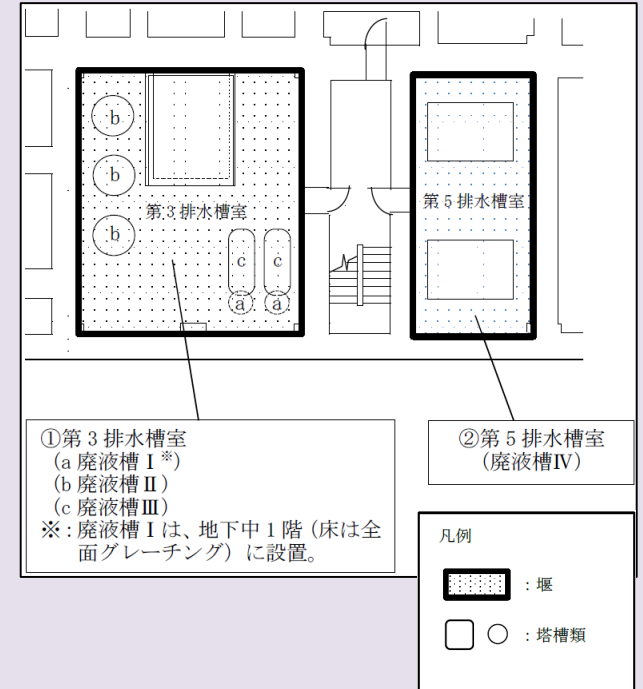 b
b
第3排水槽室
第5排水槽室
b
c
c
a
a
①第3排水槽室
(a 廃液槽Ⅰ※)
(b 廃液槽Ⅱ)
(c 廃液槽Ⅲ)
※:廃液槽Ⅰは、地下中1階(床は全
面グレーチング)に設置。
②第5排水槽室
(廃液槽Ⅳ)
凡例
:堰
:塔槽類